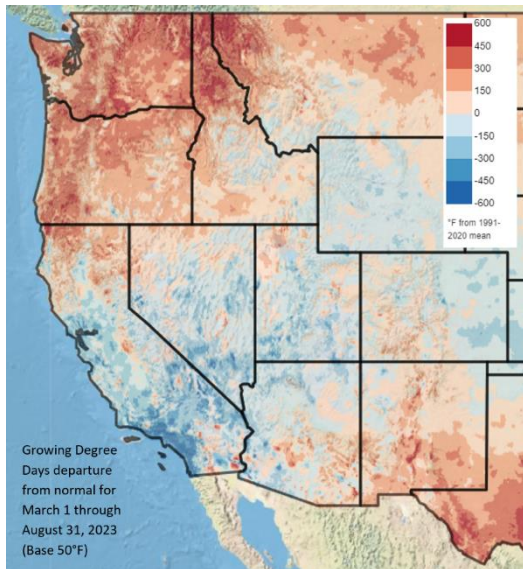 600
450
300
150
0
-150
-300
-450
-600
°F from 1991-
2020 mean
Growing Degree
Days departure
from normal for
March 1 through
August 31, 2023
(Base 50°F)